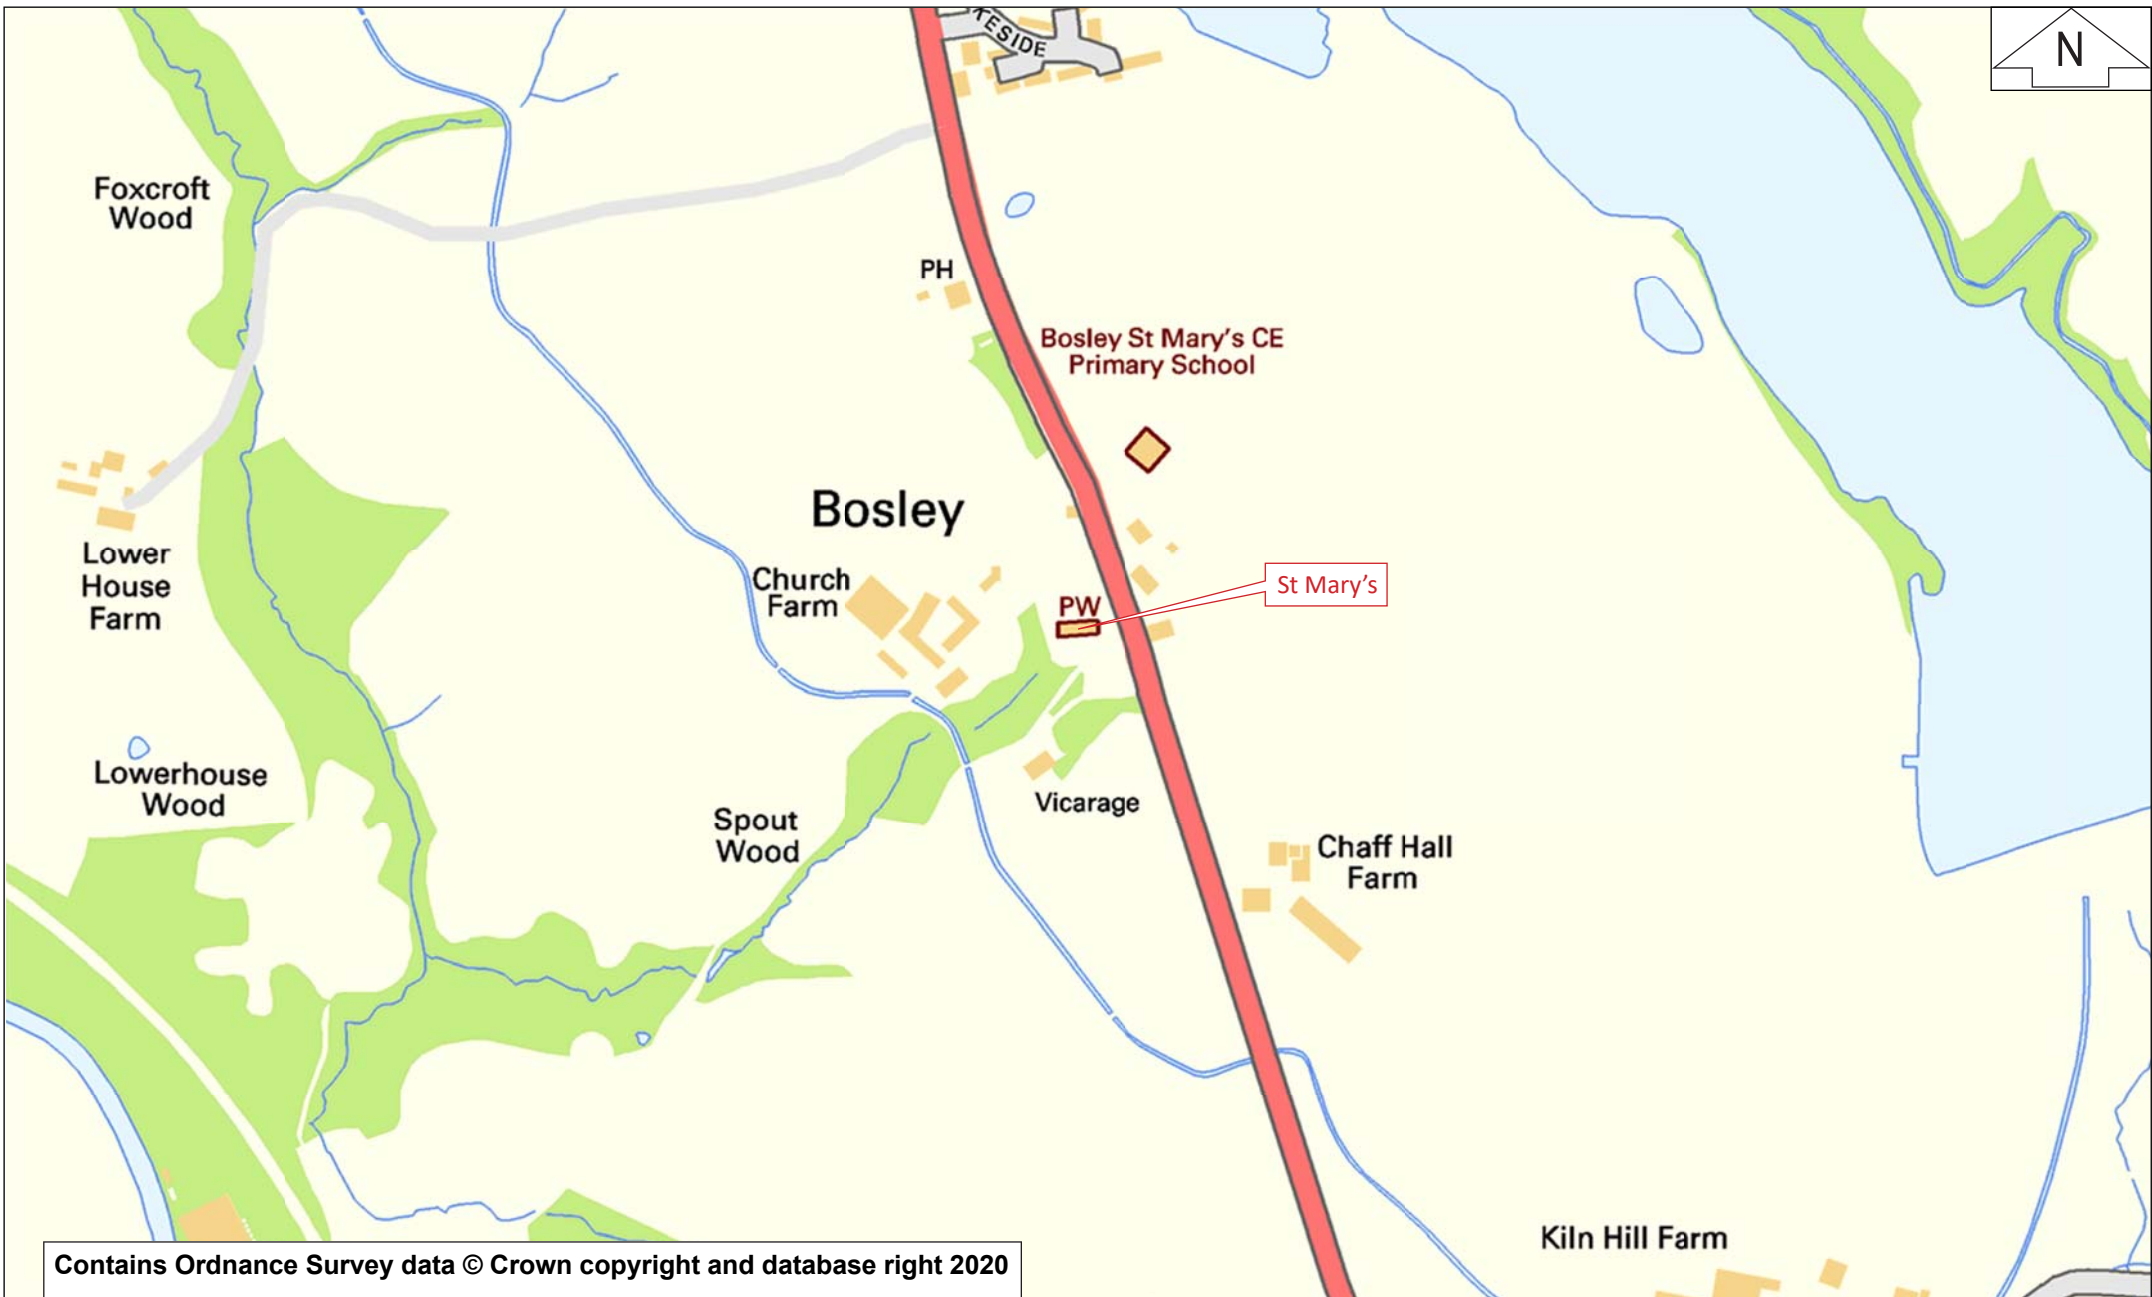 N
Foxcroft
Wood
PH
Bosley St Mary's CE
Primary School
Bosley
Lower
House
Farm
Church
Farm
PW
St Mary's
Lowerhouse
Wood
Spout
Wood
Vicarage
Chaff Hall
Farm
Kiln Hill Farm
Contains Ordnance Survey data © Crown copyright and database right 2020